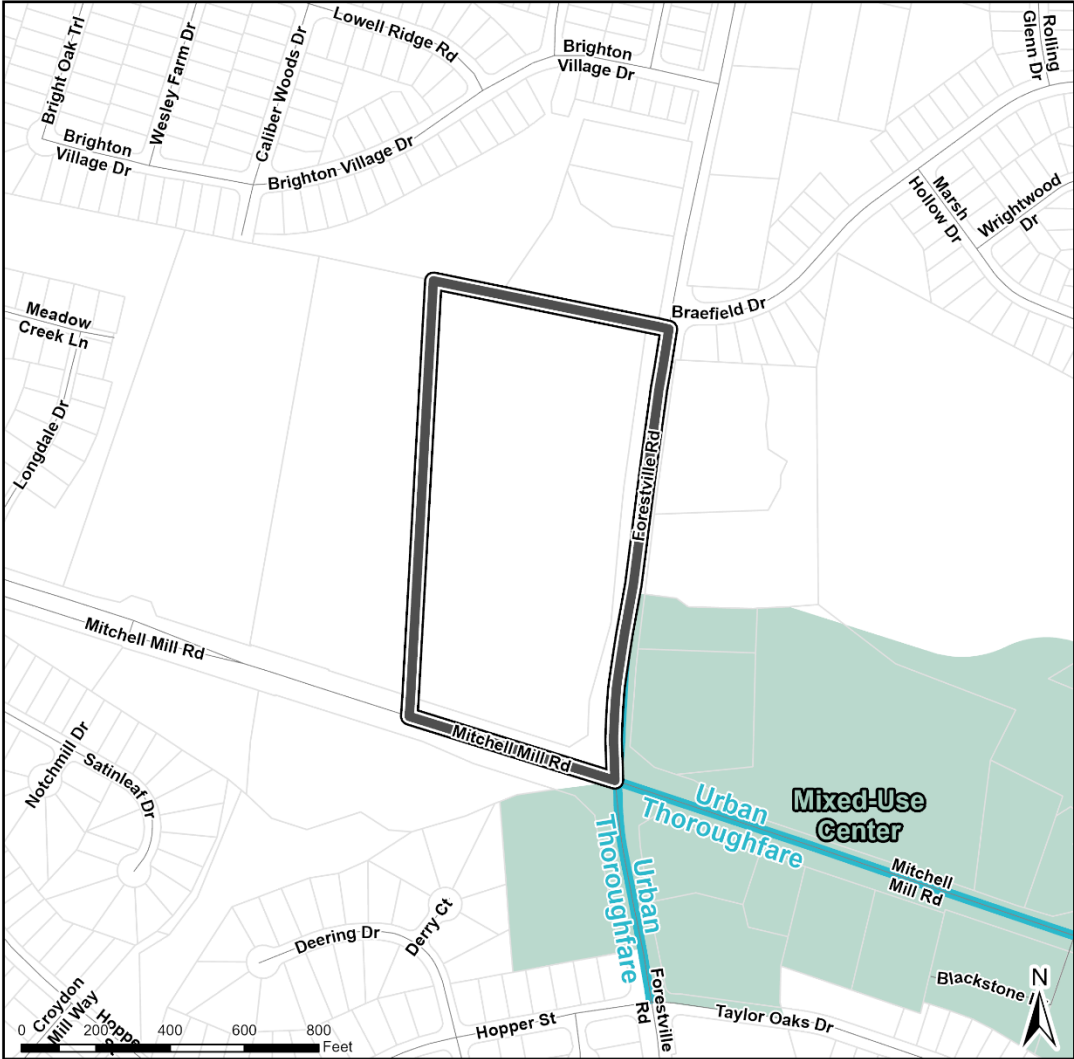 Lowell Ridge Rd
Bright Oak Trl
Wesley Farm Dr
Caliber Woods Dr
Brighton
Village Dr
Rolling
Glenn Dr
Brighton
Village Dr
Brighton Village Dr
Marsh
Hollow Dr
Wrightwood
Dr
Braefield Dr
Meadow
Creek Ln
Longdale Dr
Forestville Rd
Mitchell Mill Rd
Mitchell Mill Rd
Notchmill Dr
Satinleaf Dr
Urban
Thoroughfare
Mixed-Use
Center
Urban
Thoroughfare
Mitchell
Mill Rd
Derry Ct
Deering Dr
Forestville
Rd
Blackstone
N
Croydon
Mill Way
Hopper St
Taylor Oaks Dr
0 200 400 600 800
Feet